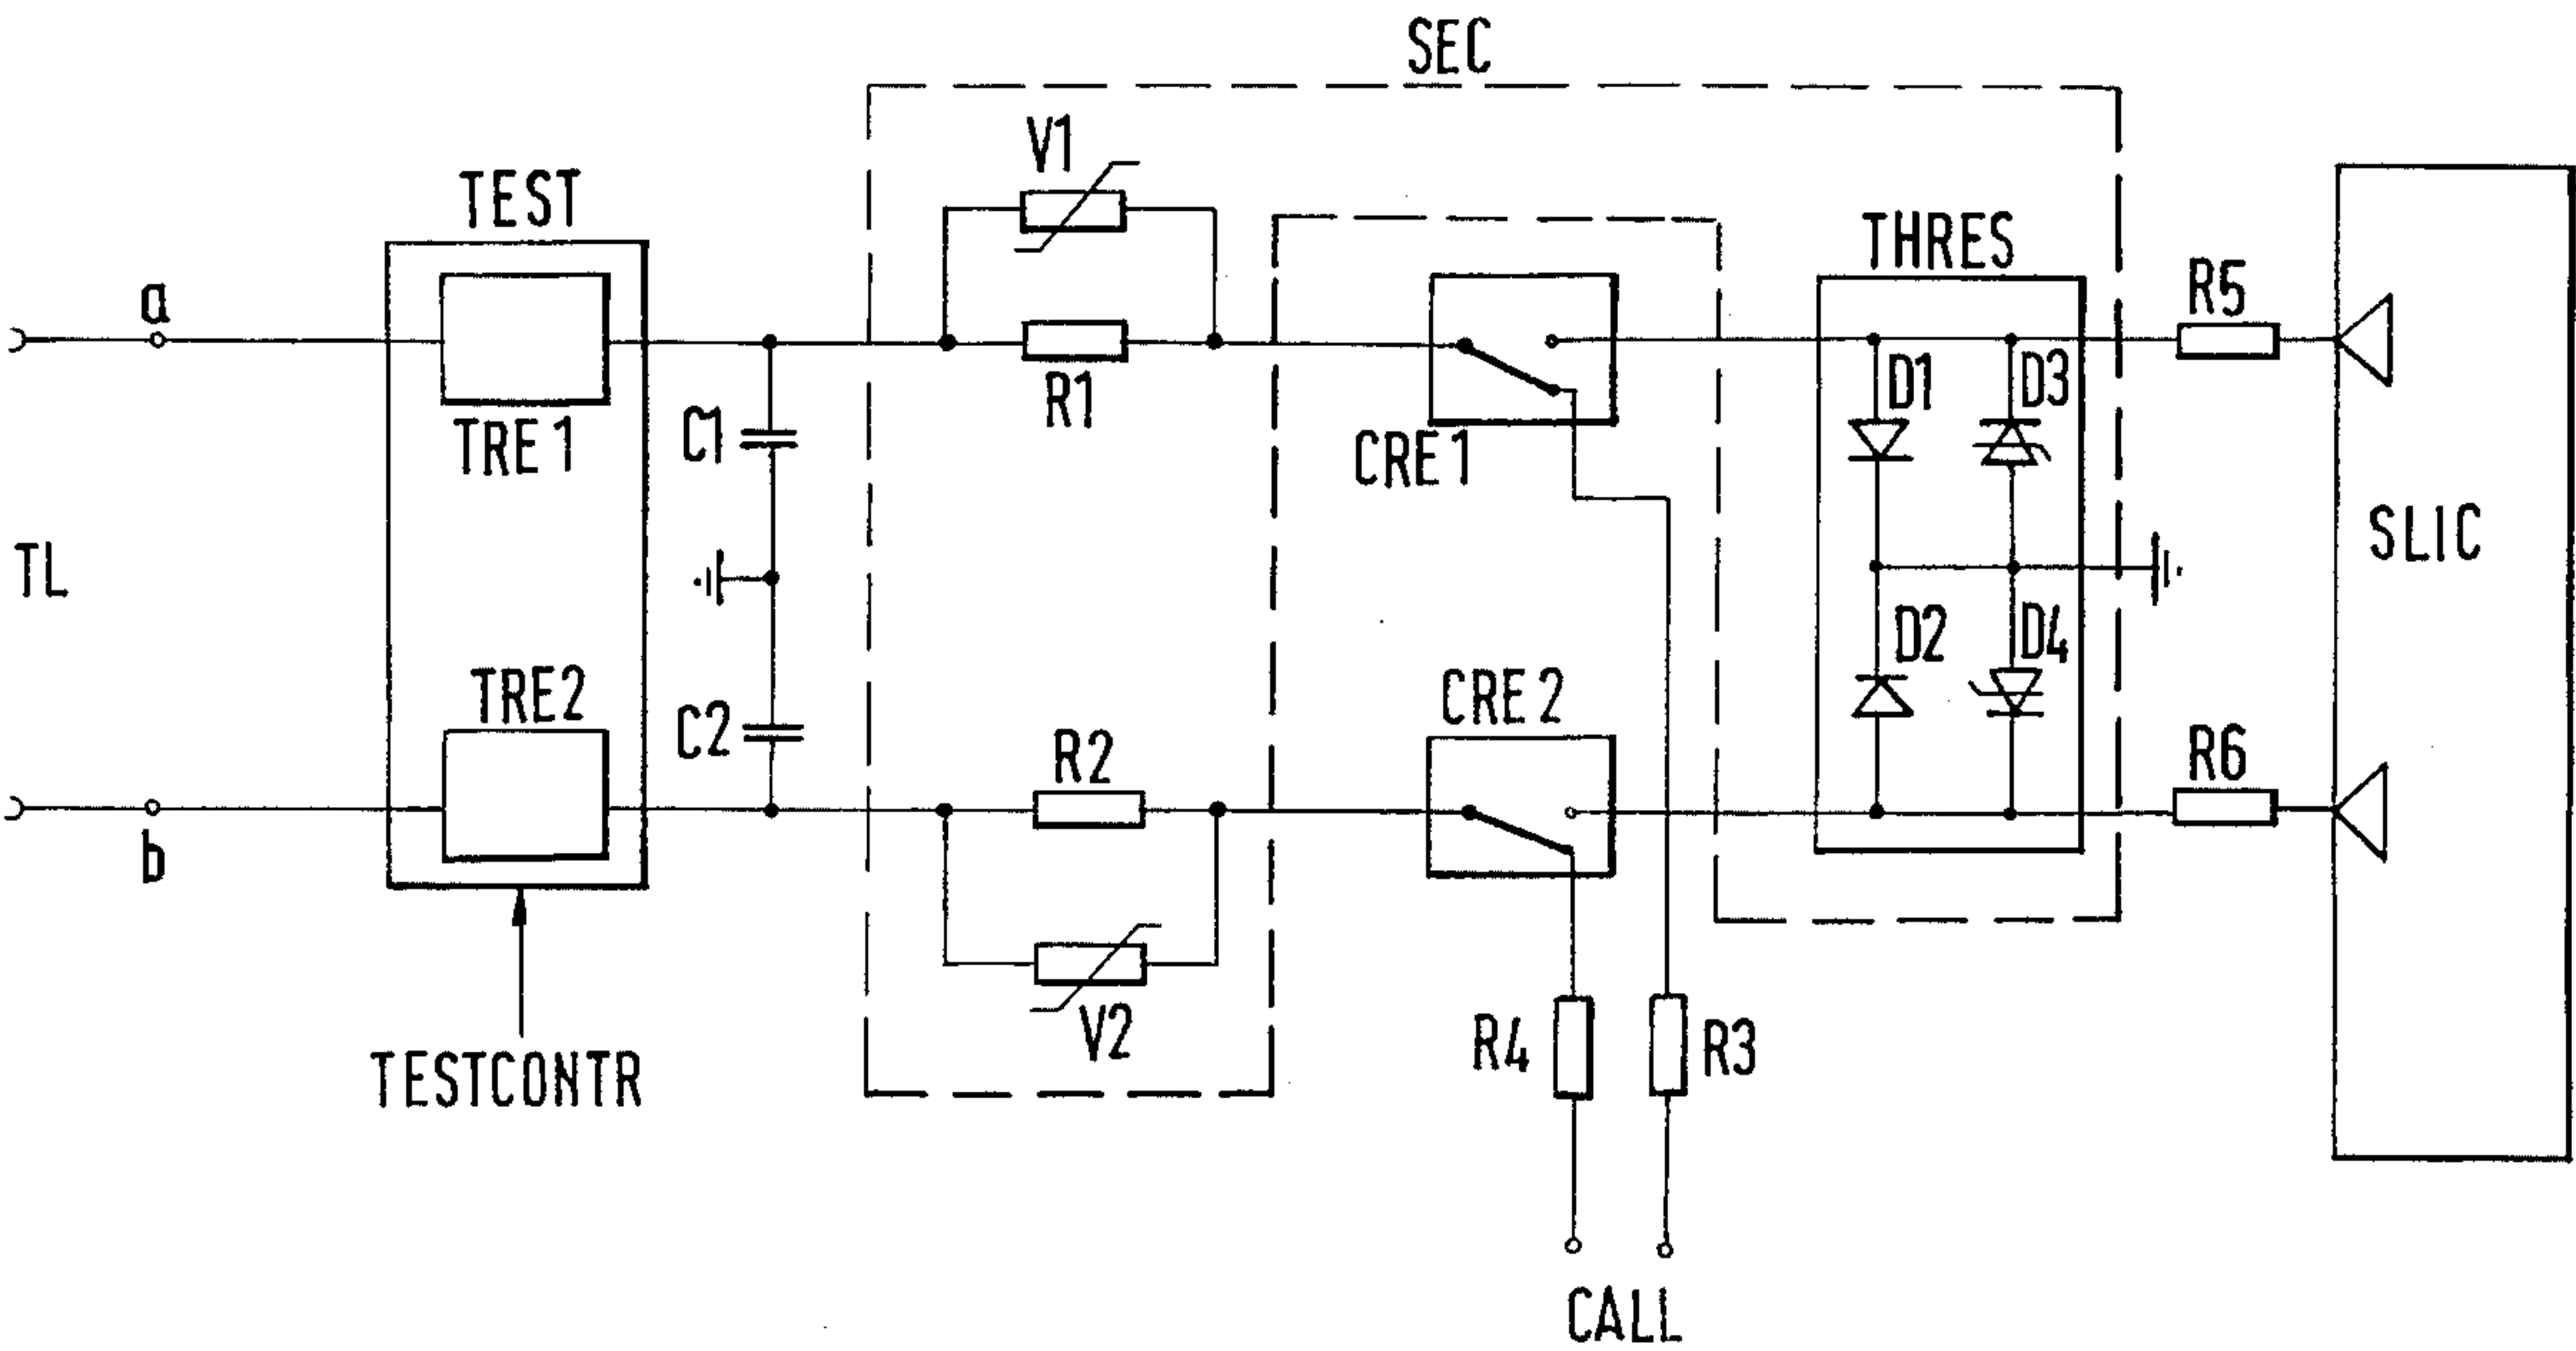 SEC
V1
TEST
THRES
a
R5
D1
D3
R1
C1
TRE 1
CRE 1
SLIC
TL
D2
D4
TRE2
CRE 2
C2
R2
R6
b
V2
R4
R3
TESTCONTR
CALL